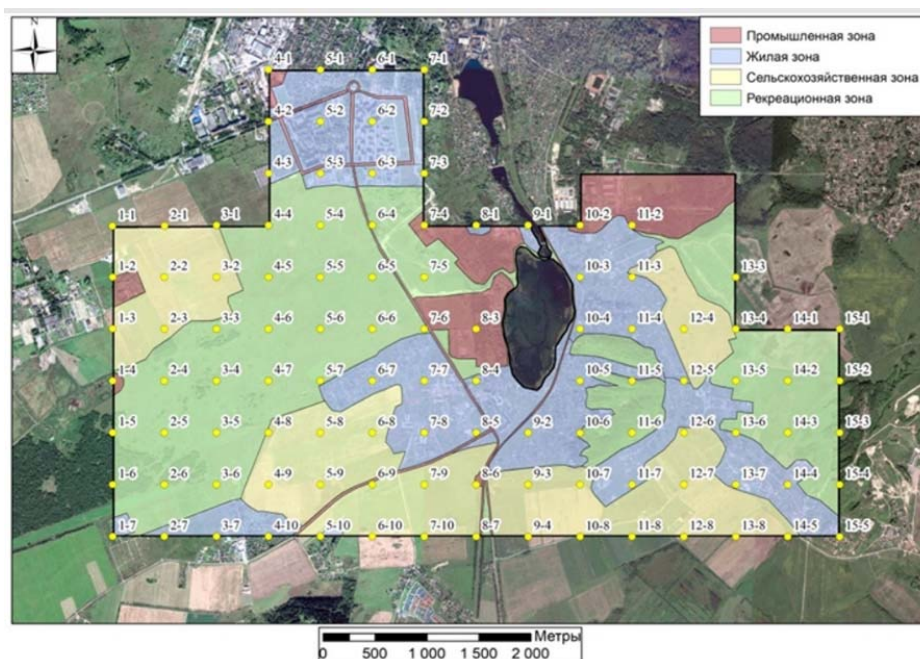 N
Промышленная зона
Жилая зона
Сельскохозяйственная зона
Рекреационная зона
4-1 5-1 6-1 7-1
4-2 5-2 6-2 7-2
4-3 5-3 6-3 7-3
1-1 2-1 3-1 4-4 5-4 6-4 7-4 8-1 9-1 10-2 11-2
1-2 2-2 3-2 4-5 5-5 6-5 7-5 10-3 11-3 13-3
1-3 2-3 3-3 4-6 5-6 6-6 7-6 8-3 10-4 11-4 12-4 13-4 14-1 15-1
1-4 2-4 3-4 4-7 5-7 6-7 7-7 8-4 10-5 11-5 12-5 13-5 14-2 15-2
1-5 2-5 3-5 4-8 5-8 6-8 7-8 8-5 9-2 10-6 11-6 12-6 13-6 14-3 15-3
1-6 2-6 3-6 4-9 5-9 6-9 7-9 8-6 9-3 10-7 11-7 12-7 13-7 14-4 15-4
1-7 2-7 3-7 4-10 5-10 6-10 7-10 8-7 9-4 10-8 11-8 12-8 13-8 14-5 15-5
Метры
0 500 1 000 1 500 2 000